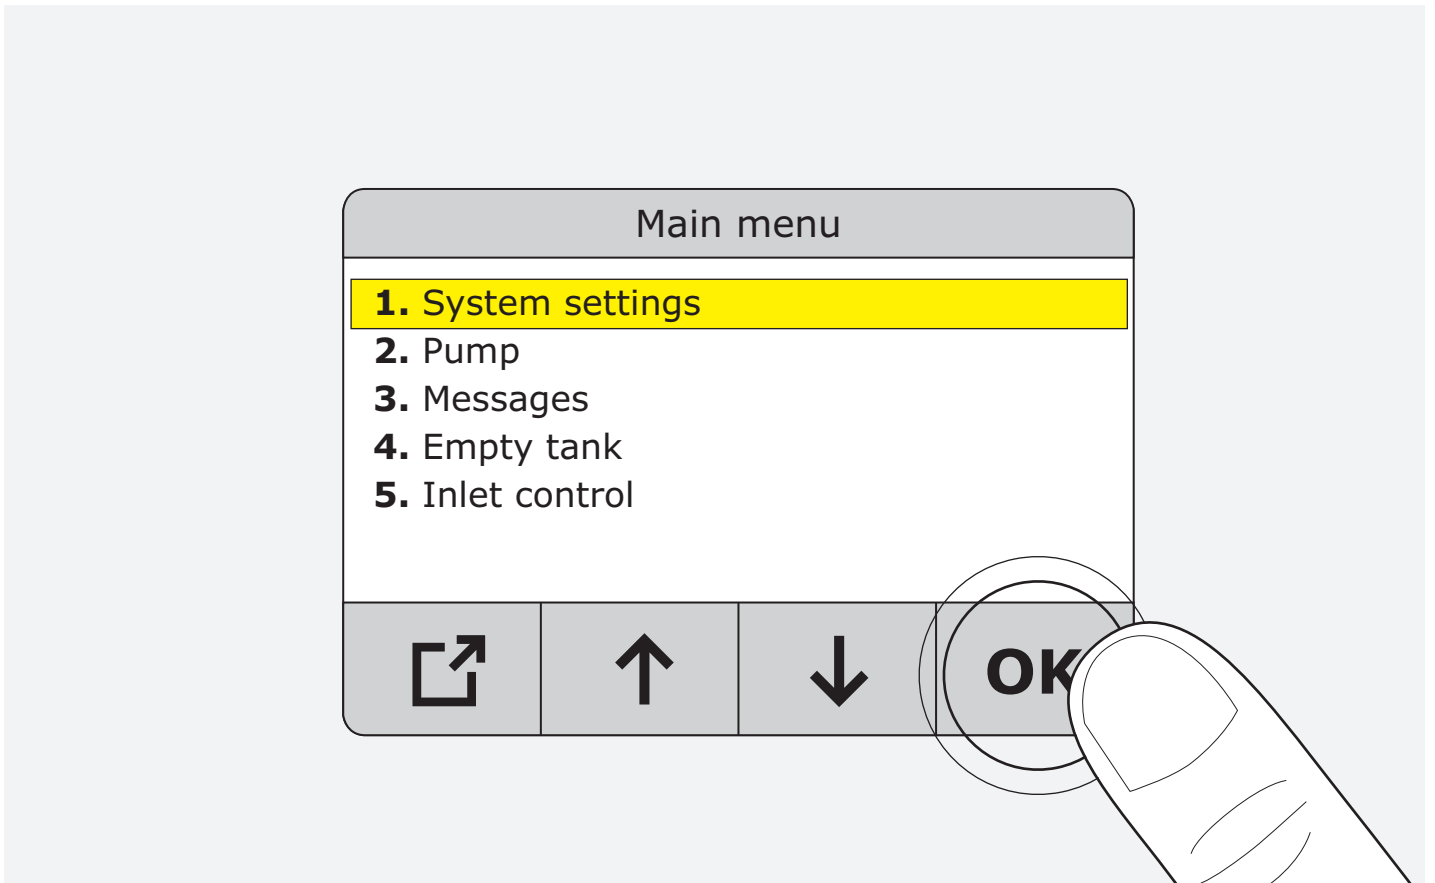 Main menu
1. System settings
2. Pump
3. Messages
4. Empty tank
5. Inlet control
OK